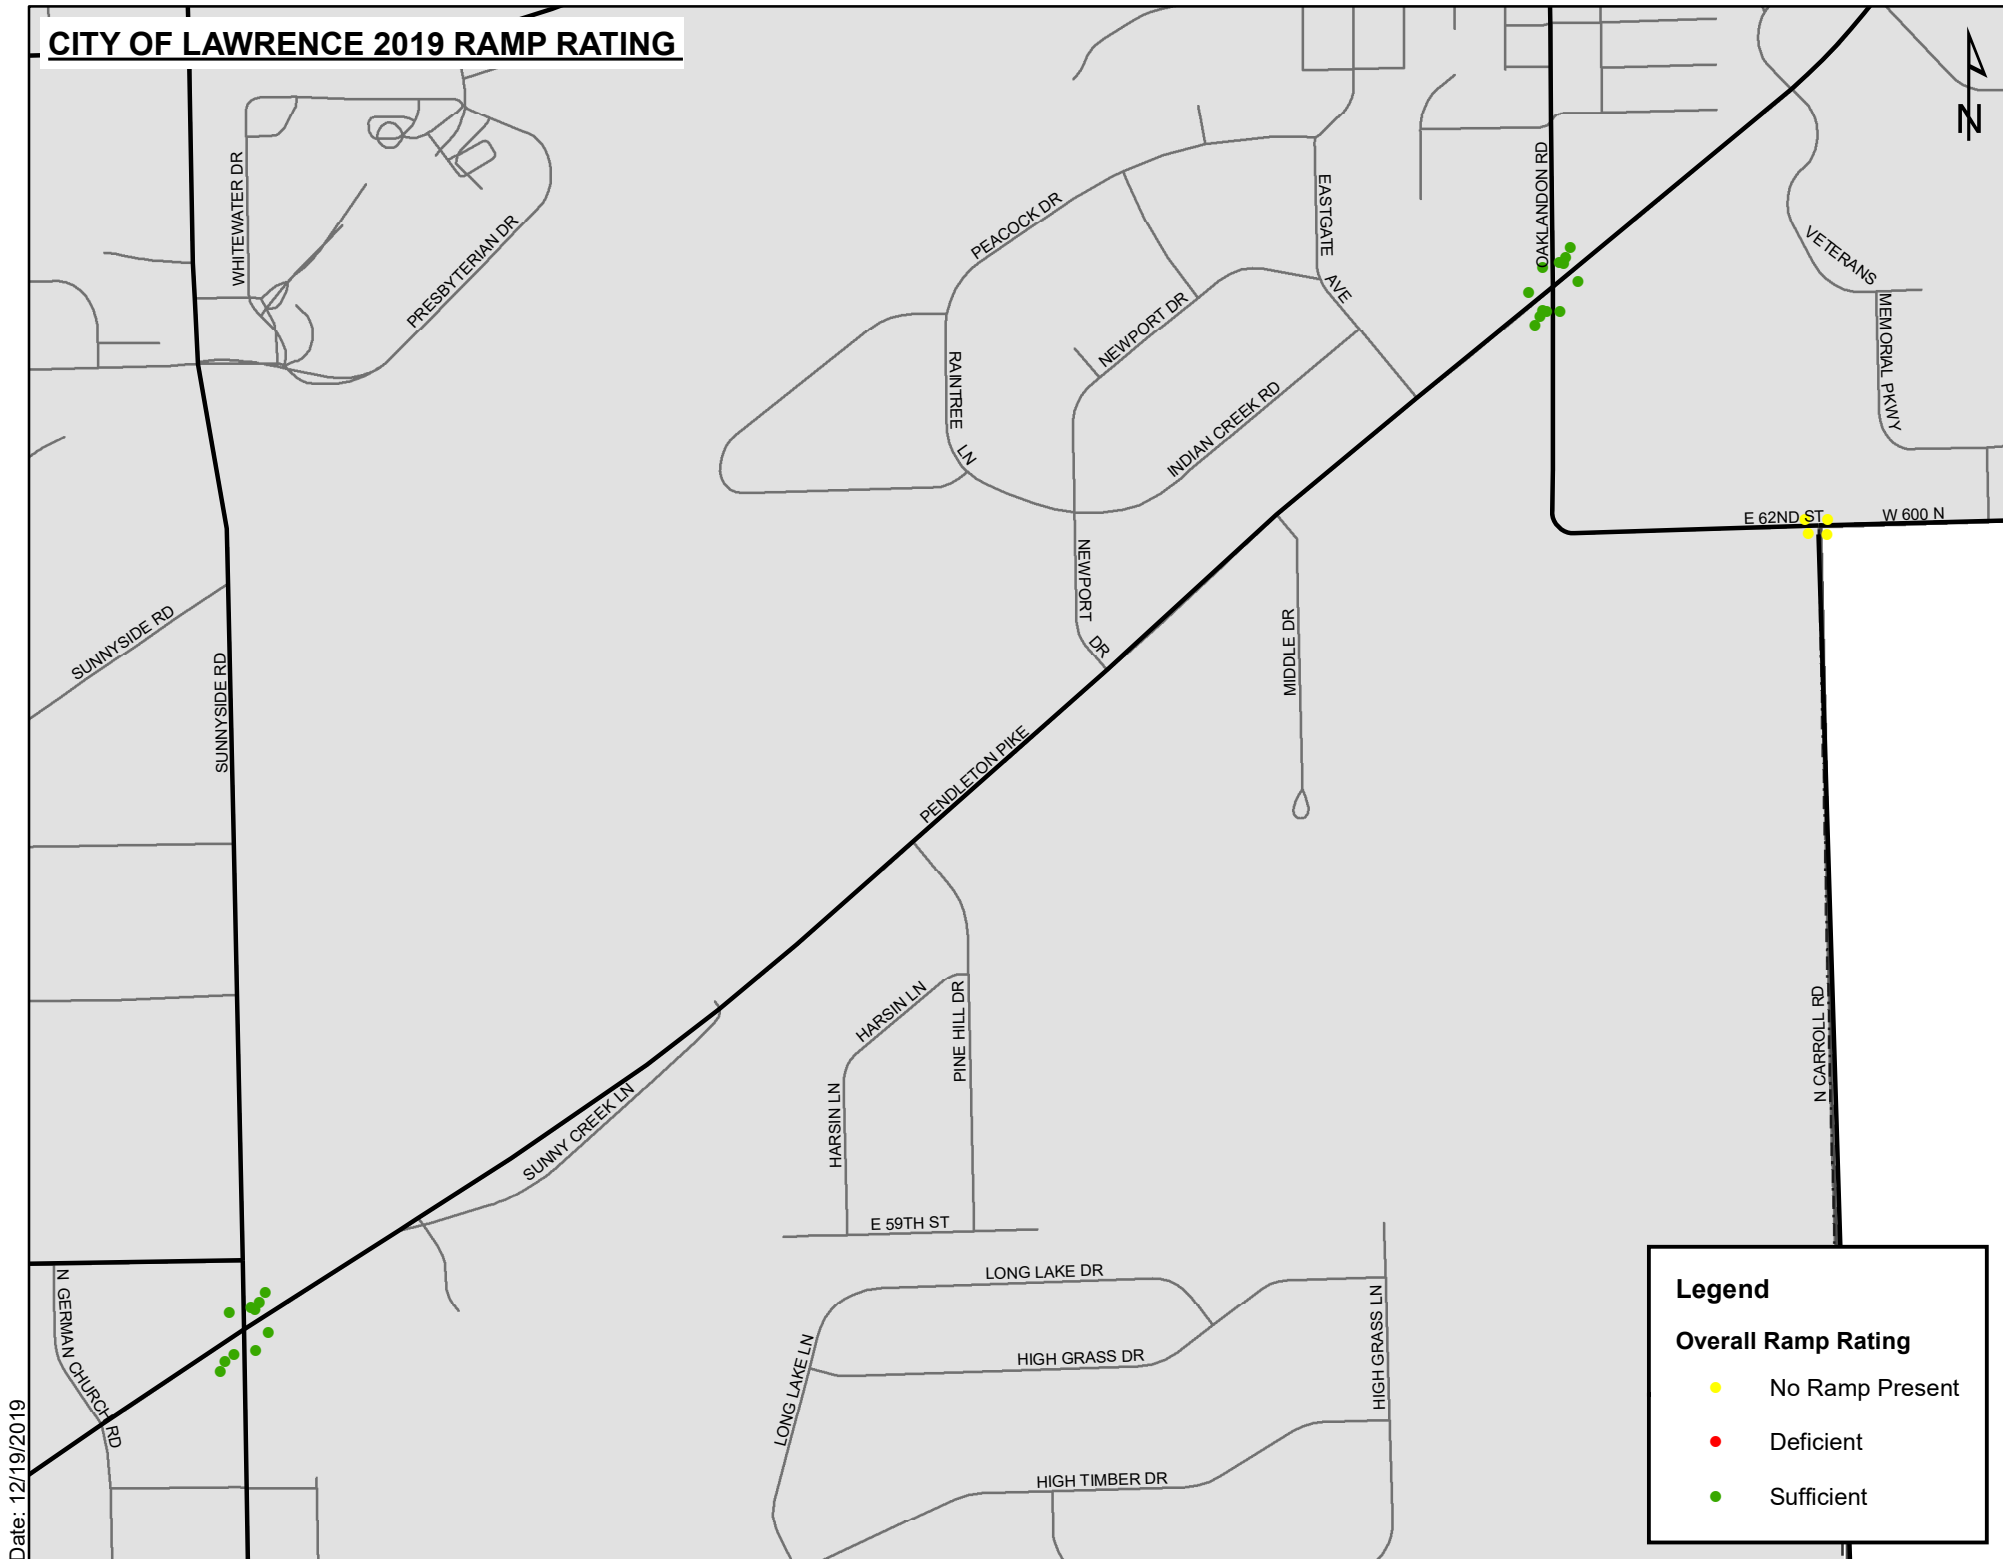 CITY OF LAWRENCE 2019 RAMP RATING
N
WHITEWATER DR
PRESBYTERIAN DR
PEACOCK DR
EASTGATE
AVE
OAKLANDON RD
VETERANS
MEMORIAL PKWY
NEWPORT DR
RAINTREE
LN
INDIAN CREEK RD
E 62ND ST
W 600 N
NEWPORT
DR
MIDDLE DR
SUNNYSIDE RD
SUNNYSIDE RD
PENDLETON PIKE
HARSIN LN
PINE HILL DR
HARSIN LN
N CARROLL RD
SUNNY CREEK LN
E 59TH ST
LONG LAKE DR
N GERMAN CHURCH RD
HIGH GRASS DR
HIGH GRASS LN
LONG LAKE LN
HIGH TIMBER DR
Date: 12/19/2019
Legend
Overall Ramp Rating
No Ramp Present
Deficient
Sufficient